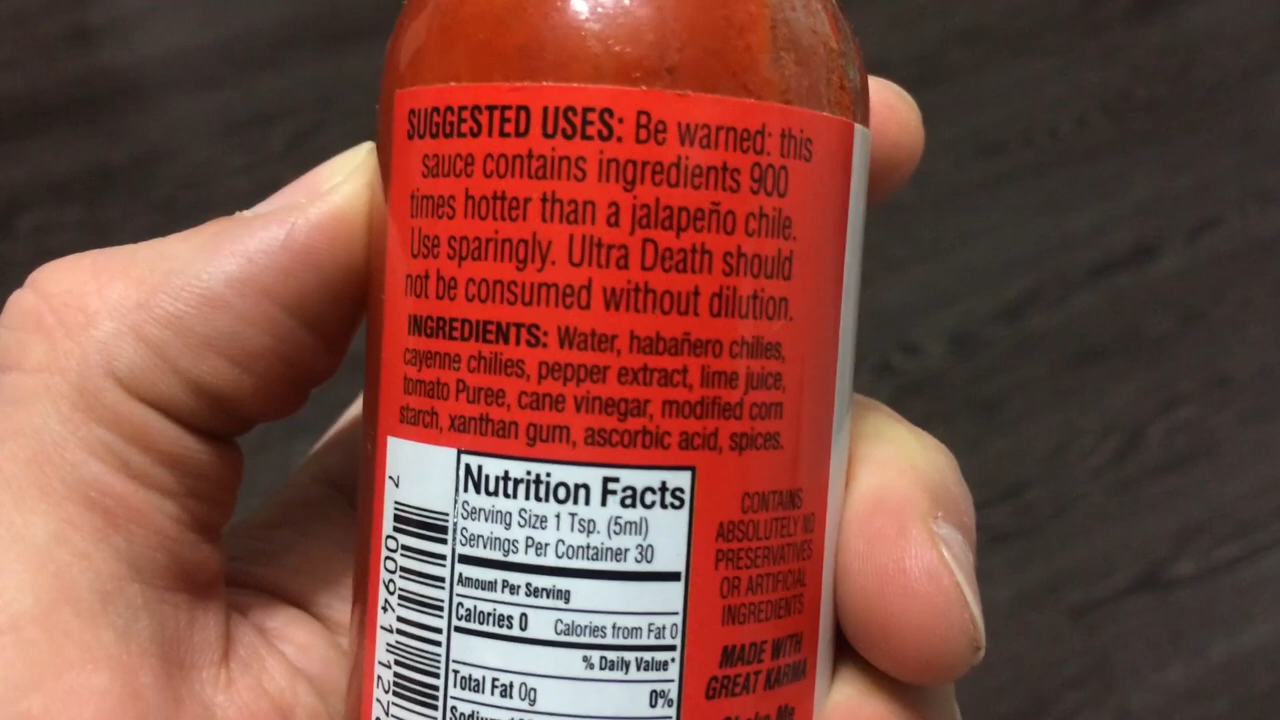 SUGGESTED USES: Be warned: this
sauce contains ingredients 900
times hotter than a jalapeño chile.
Use sparingly. Ultra Death should
not be consumed without dilution.
INGREDIENTS: Water, habañero chilies,
cayenne chilies, pepper extract, lime juice,
tomato Puree, cane vinegar, modified corn
starch, xanthan gum, ascorbic acid, spices.
7 00941 127
Nutrition Facts
Serving Size 1 Tsp. (5ml)
Servings Per Container 30
Amount Per Serving
Calories 0 Calories from Fat 0
% Daily Value*
Total Fat 0g 0%
CONTAINS
ABSOLUTELY NO
PRESERVATIVES
OR ARTIFICIAL
INGREDIENTS
MADE WITH
GREAT KARMA